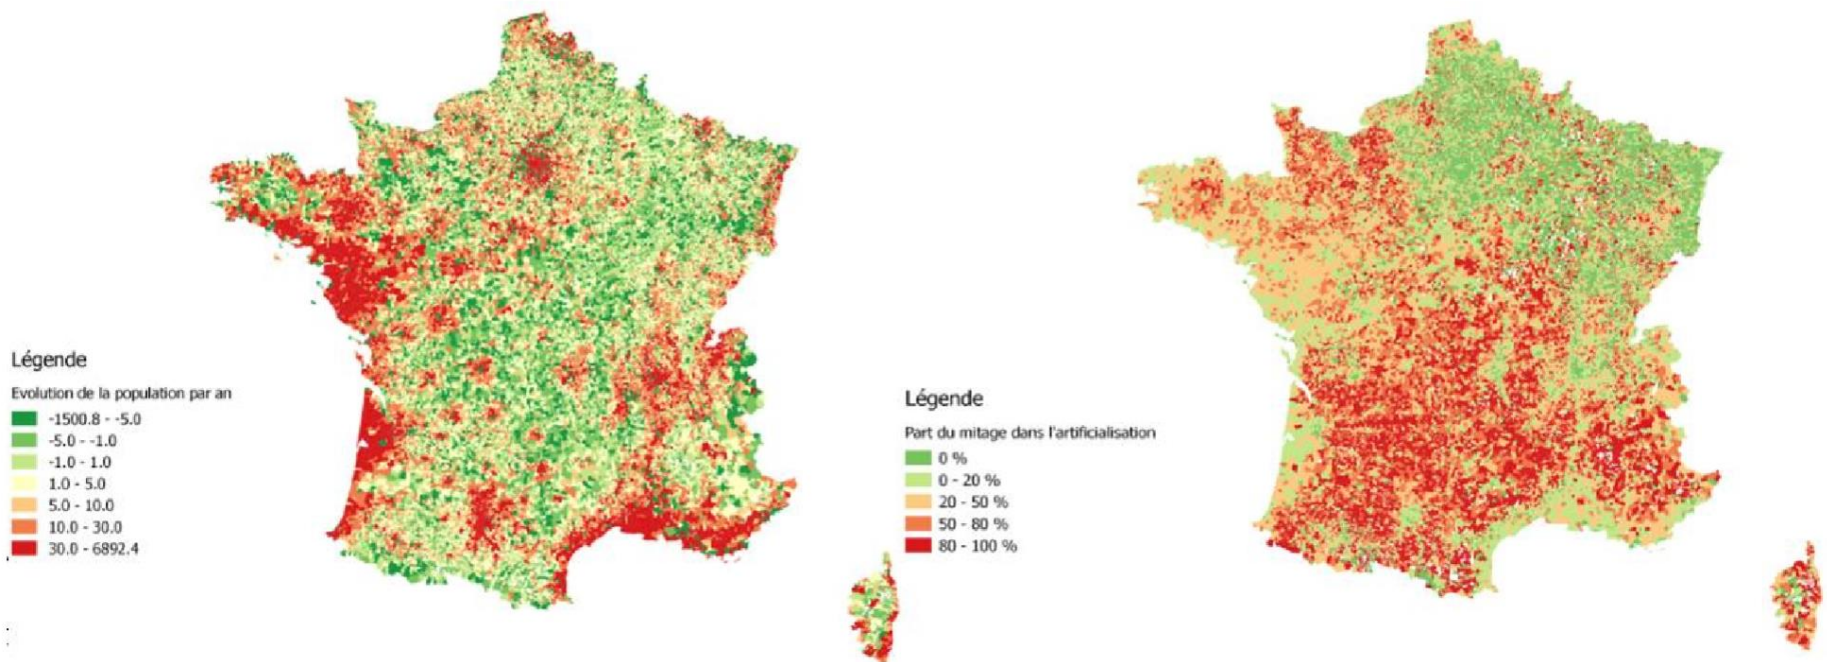 Légende
Evolution de la population par an
-1500.8 - -5.0
-5.0 - -1.0
-1.0 - 1.0
1.0 - 5.0
5.0 - 10.0
10.0 - 30.0
30.0 - 6892.4
Légende
Part du mitage dans l'artificialisation
0 %
0 - 20 %
20 - 50 %
50 - 80 %
80 - 100 %